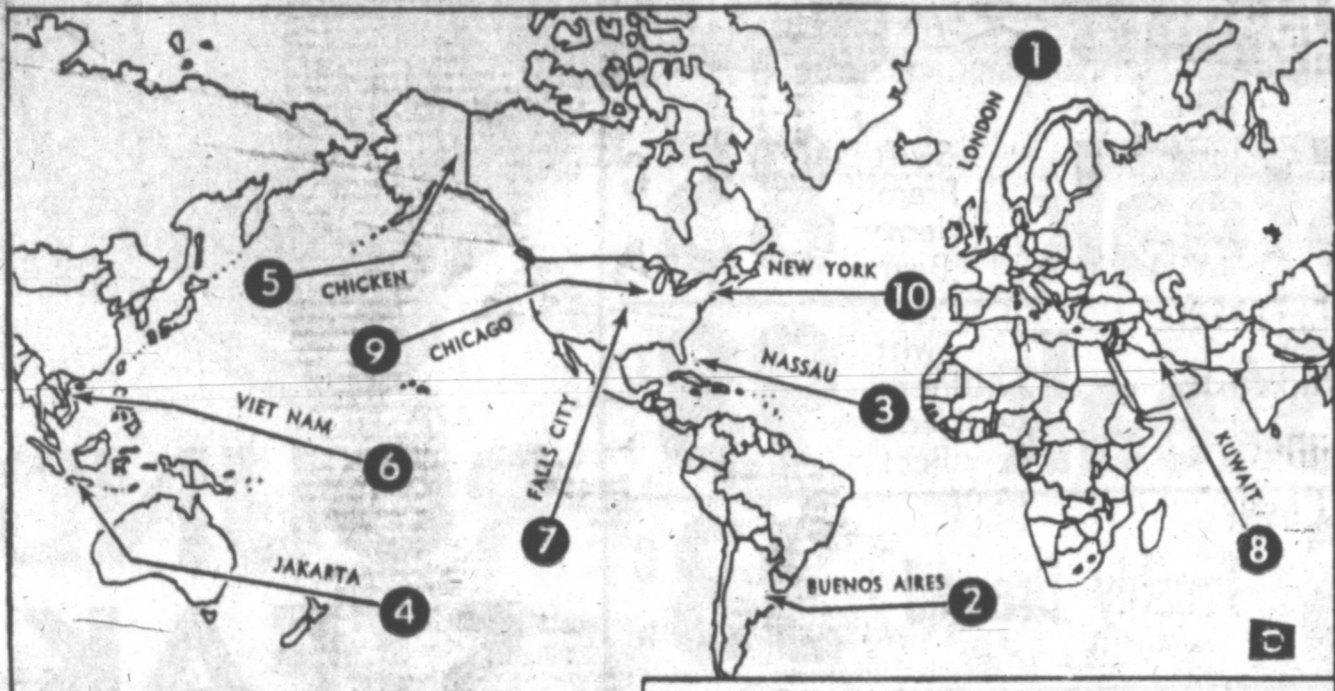 1
LONDON
5
CHICKEN
NEW YORK
10
9
CHICAGO
NASSAU
3
VIET NAM
6
FALLS CITY
7
KUWAIT
8
JAKARTA
4
BUENOS AIRES
2